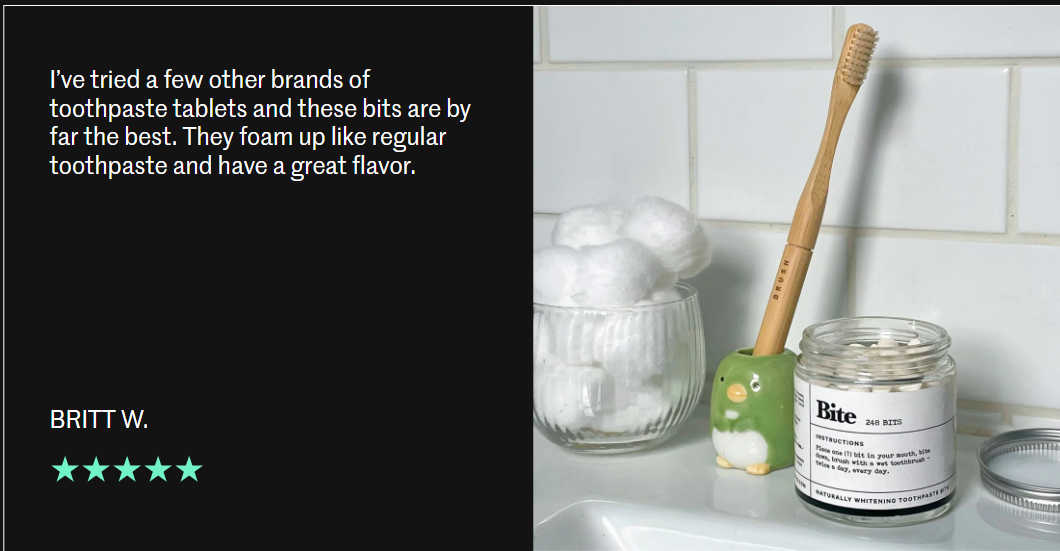 I’ve tried a few other brands of
toothpaste tablets and these bits are by
far the best. They foam up like regular
toothpaste and have a great flavor.
BRITT W.
BRUSH
Bite 248 BITS
INSTRUCTIONS
Place one (1) bit in your mouth, bite
down, brush with a wet toothbrush -
twice a day, every day.
NATURALLY WHITENING TOOTHPASTE BITS